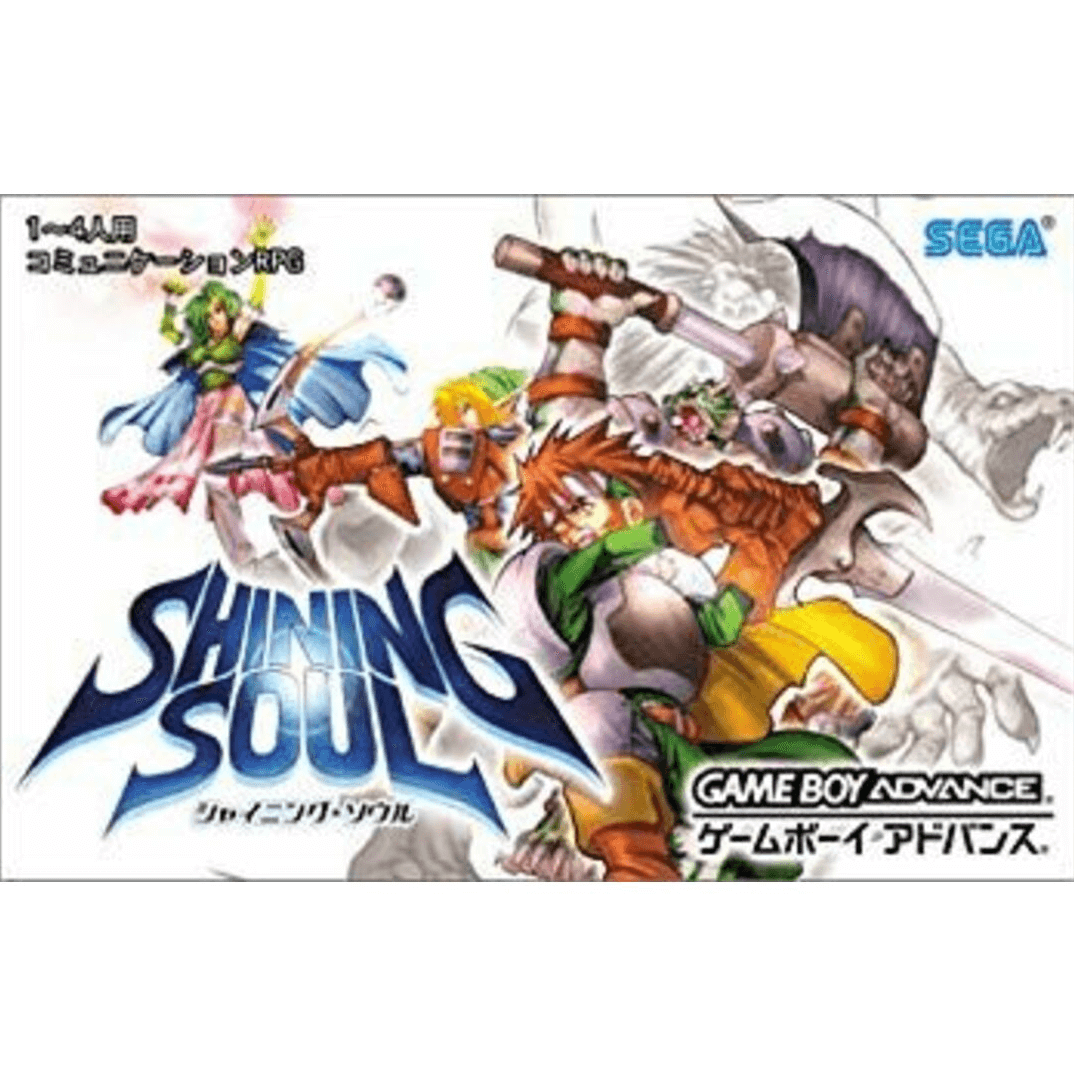 1～4人用
コミュニケーションRPG
SEGA®
SHINING
SOUL
シャイニング・ソウル
GAME BOY ADVANCE
ゲームボーイ アドバンス